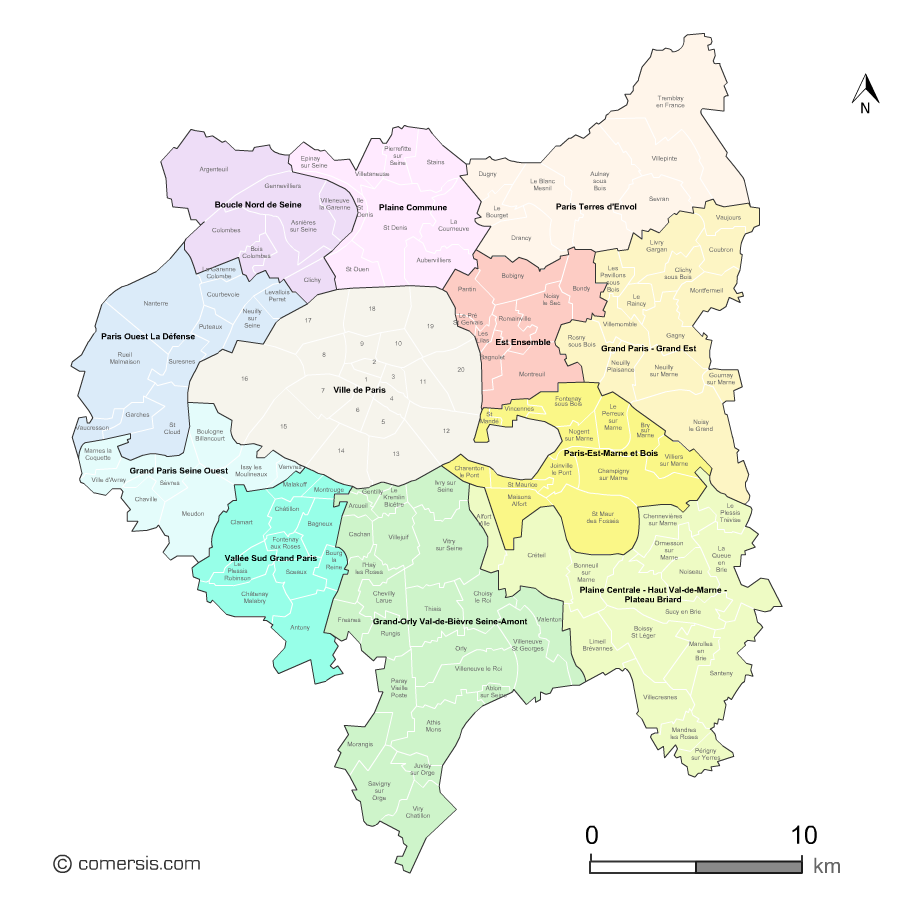 N
Tremblay
en France
Villepinte
Aulnay
sous
Bois
Sevran
Dugny
Le Blanc
Mesnil
Le
Bourget
Drancy
Paris Terres d'Envol
Pierrefitte
sur
Seine
Stains
Epinay
sur Seine
Villetaneuse
Ile
St
Denis
Plaine Commune
St Denis
La
Courneuve
Aubervilliers
St Ouen
Argenteuil
Gennevilliers
Boucle Nord de Seine
Villeneuve
la Garenne
Asnières
sur Seine
Colombes
Bois
Colombes
Clichy
Vaujours
Livry
Gargan
Coubron
Clichy
sous Bois
Les
Pavillons
sous
Bois
Montfermeil
Le
Raincy
Villemomble
Gagny
Rosny
sous Bois
Grand Paris - Grand Est
Neuilly
Plaisance
Neuilly
sur Marne
Gournay
sur Marne
Noisy
le Grand
Bobigny
Bondy
Pantin
Noisy
le Sec
Le Pré
St Gervais
Romainville
Les
Lilas
Est Ensemble
Bagnolet
Montreuil
La Garenne
Colombe
Nanterre
Courbevoie
Levallois
Perret
Neuilly
sur
Seine
Puteaux
Paris Ouest La Défense
Rueil
Malmaison
Suresnes
Garches
St
Cloud
Vaucresson
17
18
19
9
10
8
2
16
7
1
3
11
20
Ville de Paris
4
6
5
15
12
14
13
Marnes la
Coquette
Boulogne
Billancourt
Grand Paris Seine Ouest
Issy les
Moulineaux
Vanves
Ville d'Avray
Sèvres
Chaville
Meudon
Malakoff
Montrouge
Châtillon
Clamart
Bagneux
Fontenay
aux Roses
Vallée Sud Grand Paris
Bourg
la
Reine
Le
Plessis
Robinson
Sceaux
Châtenay
Malabry
Antony
St
Mandé
Vincennes
Fontenay
sous Bois
Le
Perreux
sur
Marne
Nogent
sur Marne
Bry
sur
Marne
Paris-Est-Marne et Bois
Villiers
sur Marne
Charenton
le Pont
Joinville
le Pont
Champigny
sur Marne
St Maurice
Maisons
Alfort
St Maur
des Fossés
Gentilly
Le
Kremlin
Bicêtre
Ivry sur
Seine
Arcueil
Alfort
Ville
Cachan
Villejuif
Vitry
sur Seine
l'Haÿ
les Roses
Chevilly
Larue
Choisy
le Roi
Thiais
Fresnes
Grand-Orly Val-de-Bièvre Seine-Amont
Valenton
Rungis
Orly
Villeneuve
St Georges
Villeneuve le Roi
Paray
Vieille
Poste
Ablon
sur Seine
Athis
Mons
Morangis
Juvisy
sur Orge
Savigny
sur
Orge
Viry
Chatillon
Le
Plessis
Trevise
Chennevières
sur Marne
Ormesson
sur
Marne
La
Queue
en
Brie
Créteil
Bonneuil
sur
Marne
Noiseau
Plaine Centrale - Haut Val-de-Marne -
Plateau Briard
Sucy en Brie
Boissy
St Léger
Limeil
Brévannes
Marolles
en
Brie
Santeny
Villecresnes
Mandres
les Roses
Périgny
sur Yerres
0 10
km
© comersis.com